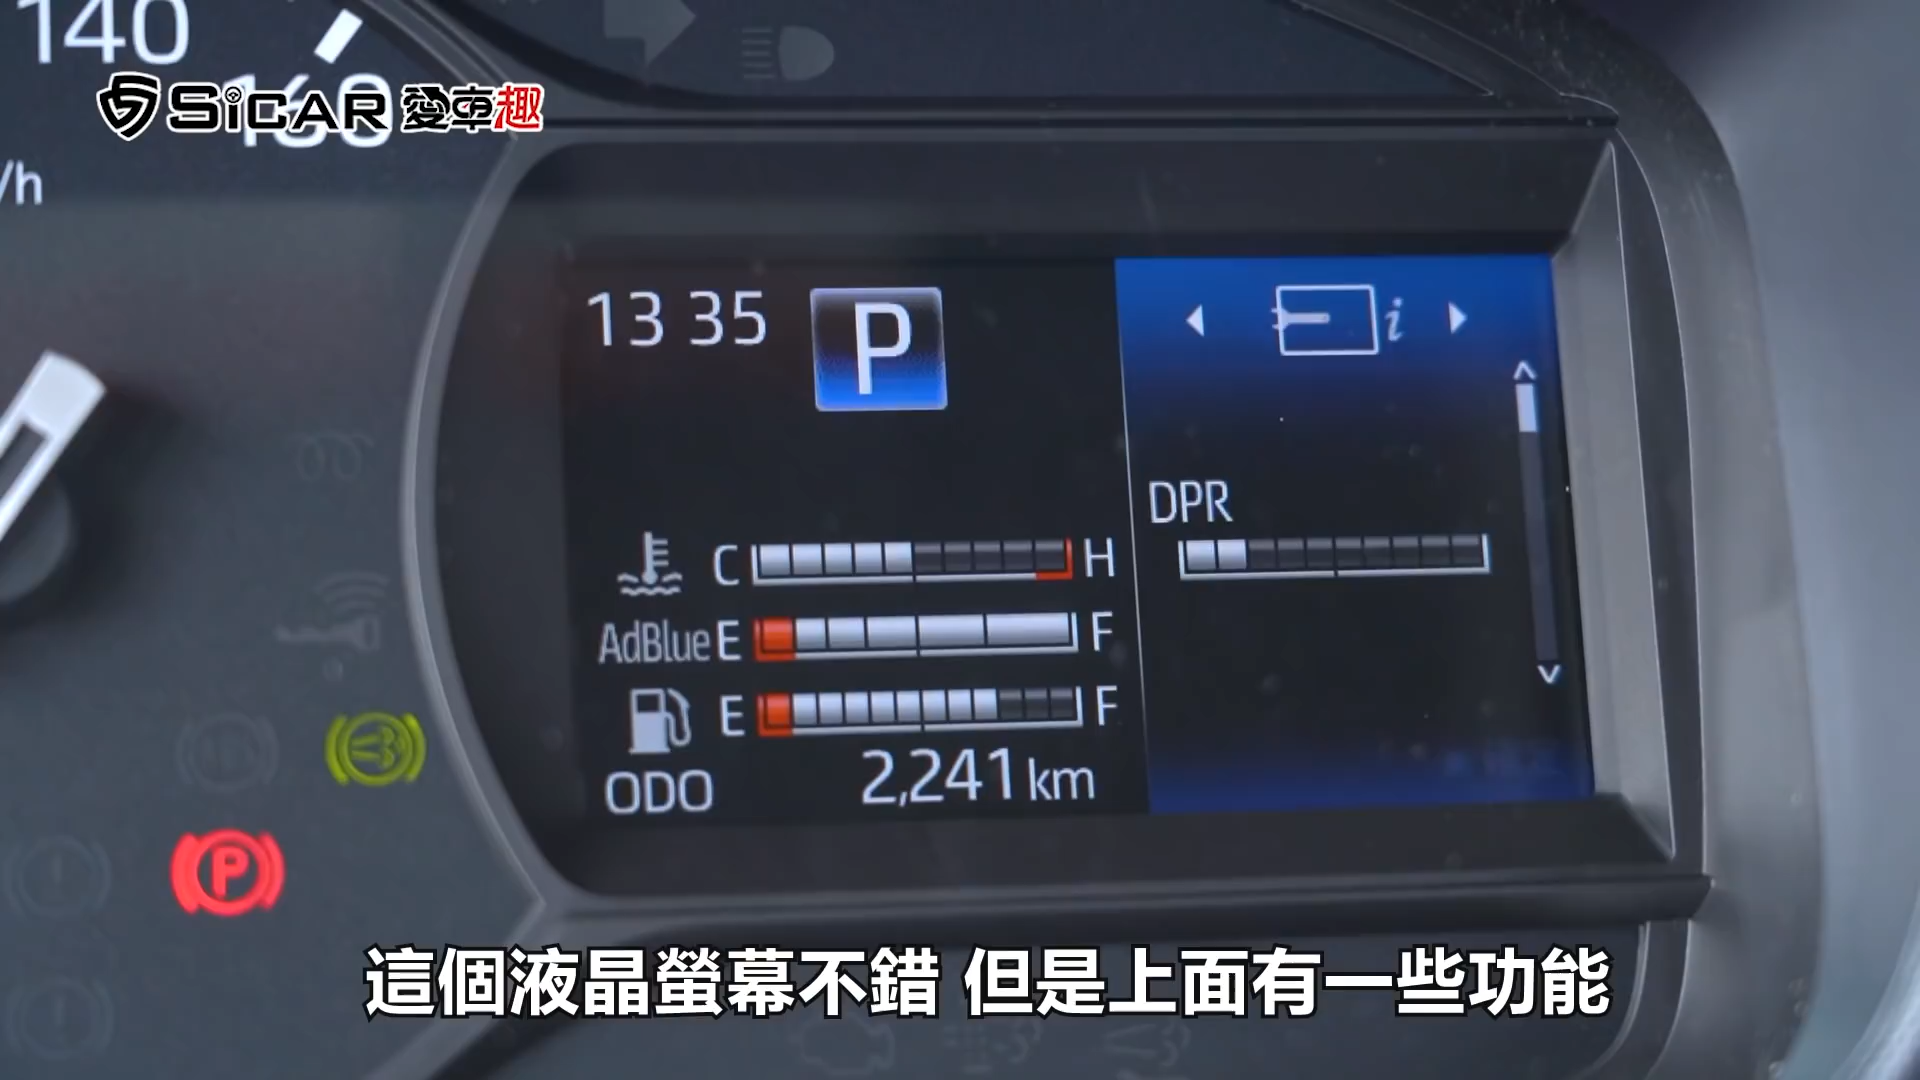 140
160
SiCAR 愛車趣
/h
13 35
P
i
DPR
C H
AdBlue E F
E F
ODO 2,241 km
P
這個液晶螢幕不錯 但是上面有一些功能